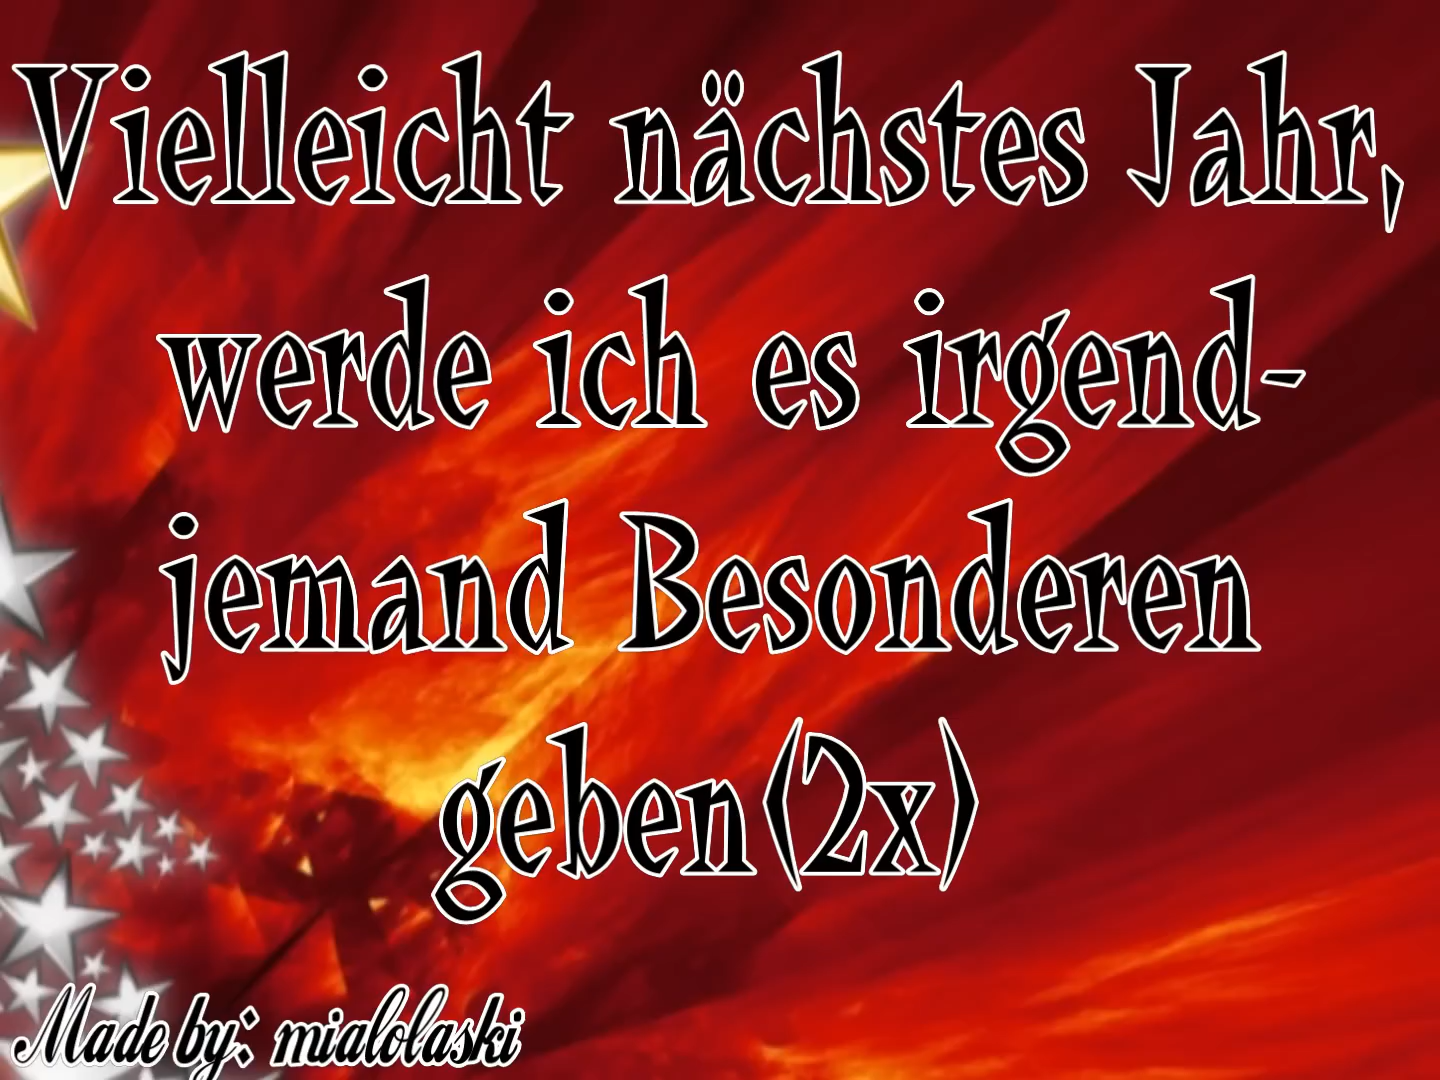 Vielleicht nächstes Jahr,
werde ich es irgend-
jemand Besonderen
geben(2x)
Made by: mialolaski